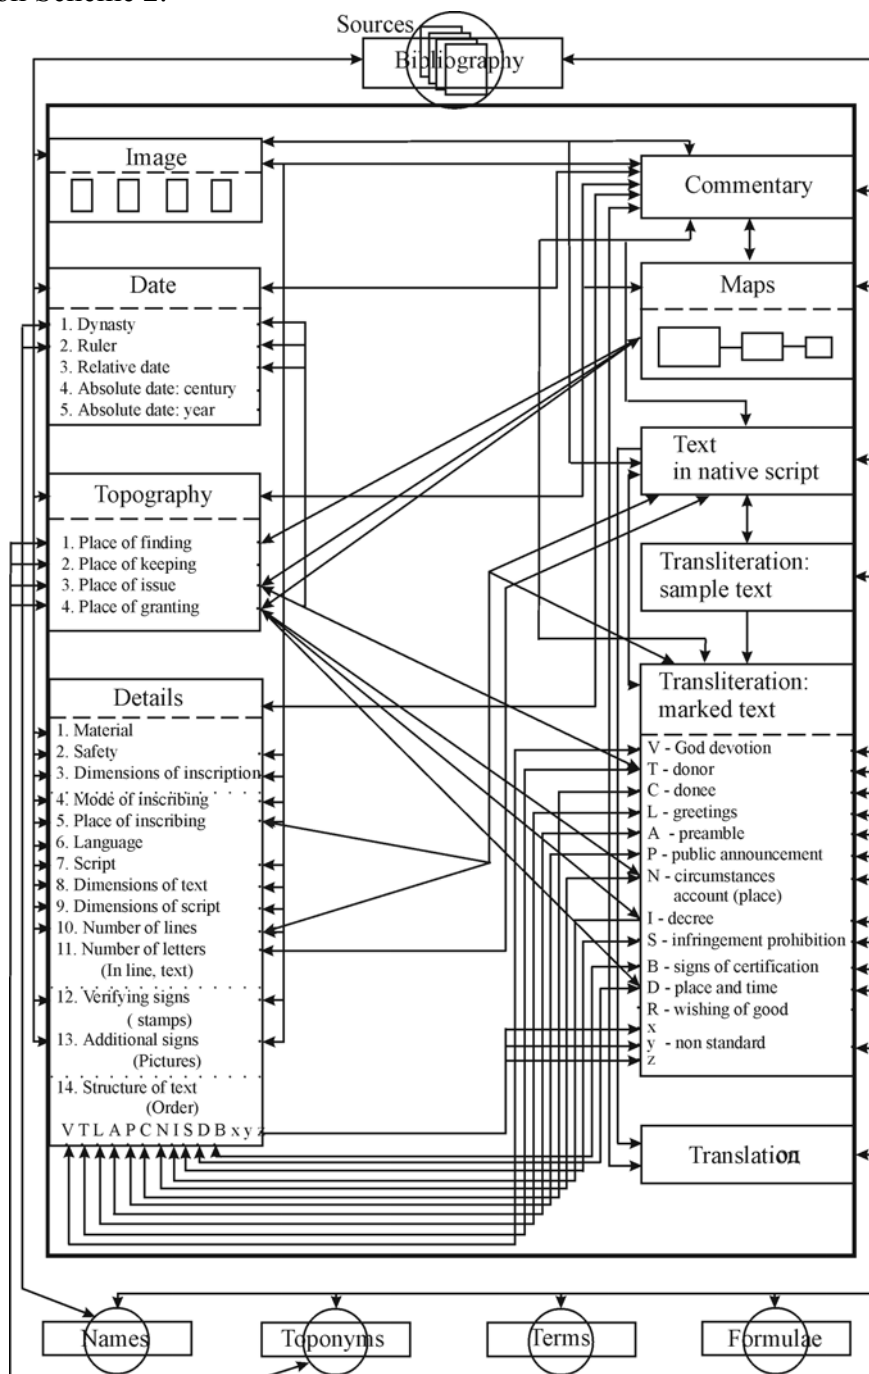 on Scheme 2.
Sources
Bibliography
Image
Date
1. Dynasty
2. Ruler
3. Relative date
4. Absolute date: century
5. Absolute date: year
Topography
1. Place of finding
2. Place of keeping
3. Place of issue
4. Place of granting
Details
1. Material
2. Safety
3. Dimensions of inscription
4. Mode of inscribing
5. Place of inscribing
6. Language
7. Script
8. Dimensions of text
9. Dimensions of script
10. Number of lines
11. Number of letters
(In line, text)
12. Verifying signs
( stamps)
13. Additional signs
(Pictures)
14. Structure of text
(Order)
V T L A P C N I S D B x y z
Commentary
Maps
Text
in native script
Transliteration:
sample text
Transliteration:
marked text
V - God devotion
T - donor
C - donee
L - greetings
A - preamble
P - public announcement
N - circumstances
account (place)
I - decree
S - infringement prohibition
B - signs of certification
D - place and time
R - wishing of good
x
y - non standard
z
Translation
Names
Toponyms
Terms
Formulae